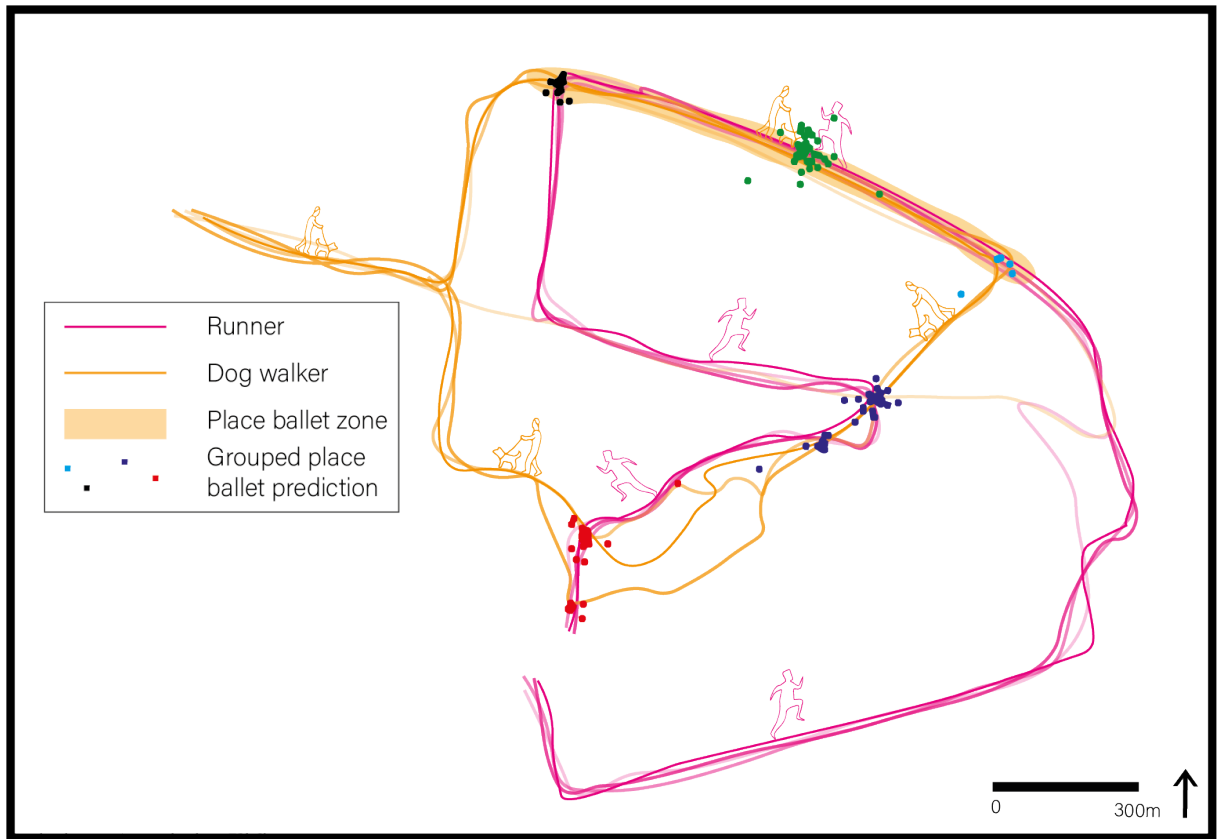 Runner
Dog walker
Place ballet zone
Grouped place
ballet prediction
0
300m